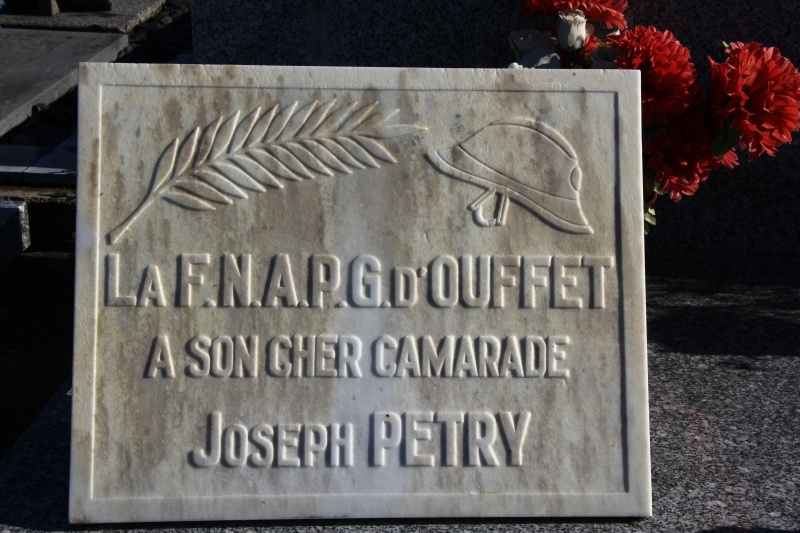 La F.N.A.P.G. d'OUFFET
A SON CHER CAMARADE
Joseph PETRY